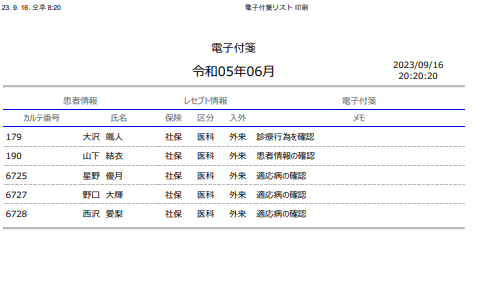 23. 9. 16. 오후 8:20 電子付箋リスト 印刷
電子付箋
令和05年06月
2023/09/16
20:20:20
患者情報 レセプト情報 電子付箋
カルテ番号 氏名 保険 区分 入外 メモ
179 大沢 颯人 社保 医科 外来 診療行為を確認
190 山下 結衣 社保 医科 外来 患者情報の確認
6725 星野 優月 社保 医科 外来 適応病の確認
6727 野口 大輝 社保 医科 外来 適応病の確認
6728 西沢 愛梨 社保 医科 外来 適応病の確認